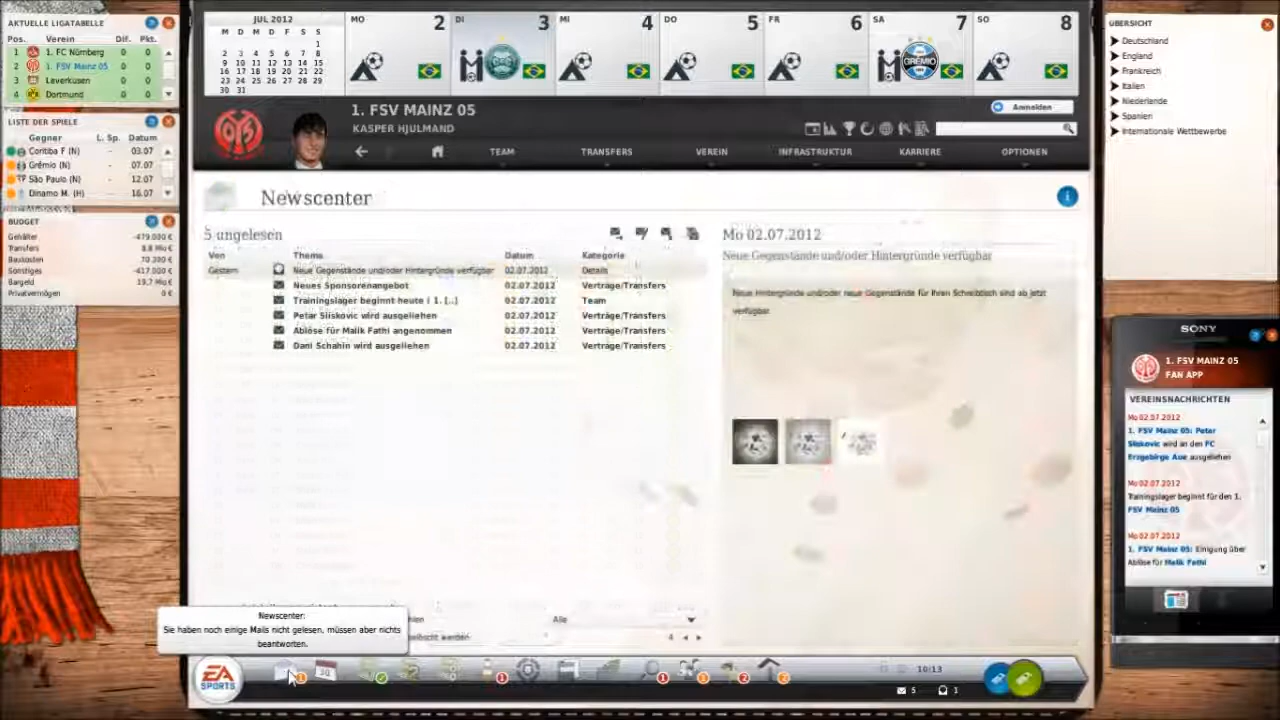 AKTUELLE LIGATABELLE
Pos. Verein Dif. Pkt.
1 1. FC Nürnberg 0 0
2 1. FSV Mainz 05 0 0
3 Leverkusen 0 0
4 Dortmund 0 0
LISTE DER SPIELE
Gegner L. Sp. Datum
Coritiba F (N) - 03.07
Grêmio (N) - 07.07
São Paulo (N) - 12.07
Dinamo M. (H) - 16.07
BUDGET
Gehälter -479.000 €
Transfers 8.8 Mio €
Baukosten 70.300 €
Sonstiges -417.000 €
Bargeld 19,7 Mio €
Privatvermögen 0 €
JUL 2012
M D M D F S S
1
2 3 4 5 6 7 8
9 10 11 12 13 14 15
16 17 18 19 20 21 22
23 24 25 26 27 28 29
30 31
MO 2
DI 3
MI 4
DO 5
FR 6
SA 7
SO 8
GRÊMIO
1. FSV MAINZ 05
KASPER HJULMAND
Anmelden
TEAM TRANSFERS VEREIN INFRASTRUKTUR KARRIERE OPTIONEN
Newscenter
5 ungelesen
Von Thema Datum Kategorie
Gestern Neue Gegenstände und/oder Hintergründe verfügbar 02.07.2012 Details
Neues Sponsorenangebot 02.07.2012 Verträge/Transfers
Trainingslager beginnt heute ( 1. [..) 02.07.2012 Team
Petar Sliskovic wird ausgeliehen 02.07.2012 Verträge/Transfers
Ablöse für Malik Fathi angenommen 02.07.2012 Verträge/Transfers
Dani Schahin wird ausgeliehen 02.07.2012 Verträge/Transfers
Mo 02.07.2012
Neue Gegenstände und/oder Hintergründe verfügbar
Neue Hintergründe und/oder neue Gegenstände für Ihren Schreibtisch sind ab jetzt
verfügbar.
Alle
4
Newscenter:
Sie haben noch einige Mails nicht gelesen, müssen aber nichts
beantworten.
EA
SPORTS
10:13
5 1
ÜBERSICHT
Deutschland
England
Frankreich
Italien
Niederlande
Spanien
Internationale Wettbewerbe
SONY
1. FSV MAINZ 05
FAN APP
VEREINSNACHRICHTEN
Mo 02.07.2012
1. FSV Mainz 05: Petar
Sliskovic wird an den FC
Erzgebirge Aue ausgeliehen
Mo 02.07.2012
Trainingslager beginnt für den 1.
FSV Mainz 05
Mo 02.07.2012
1. FSV Mainz 05: Einigung über
Ablöse für Malik Fathi